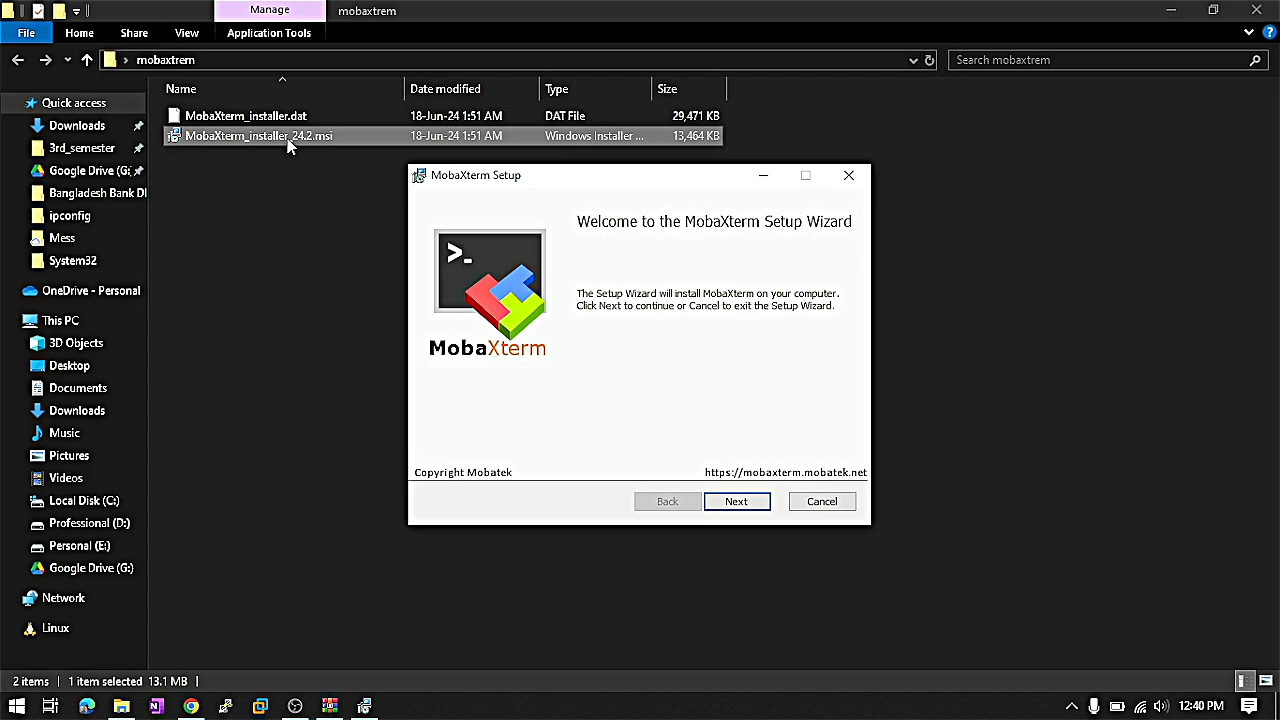 Manage
mobaxtrem
File
Home
Share
View
Application Tools
mobaxtrem
Search mobaxtrem
Name
Date modified
Type
Size
MobaXterm_installer.dat
18-Jun-24 1:51 AM
DAT File
29,471 KB
MobaXterm_installer_24.2.msi
18-Jun-24 1:51 AM
Windows Installer ...
13,464 KB
Quick access
Downloads
3rd_semester
Google Drive (G:
Bangladesh Bank DI
ipconfig
Mess
System32
OneDrive - Personal
This PC
3D Objects
Desktop
Documents
Downloads
Music
Pictures
Videos
Local Disk (C:)
Professional (D:)
Personal (E:)
Google Drive (G:)
Network
Linux
MobaXterm Setup
Welcome to the MobaXterm Setup Wizard
>_
MobaXterm
The Setup Wizard will install MobaXterm on your computer.
Click Next to continue or Cancel to exit the Setup Wizard.
Copyright Mobatek
https://mobaxterm.mobatek.net
Back
Next
Cancel
2 items
1 item selected 13.1 MB
12:40 PM